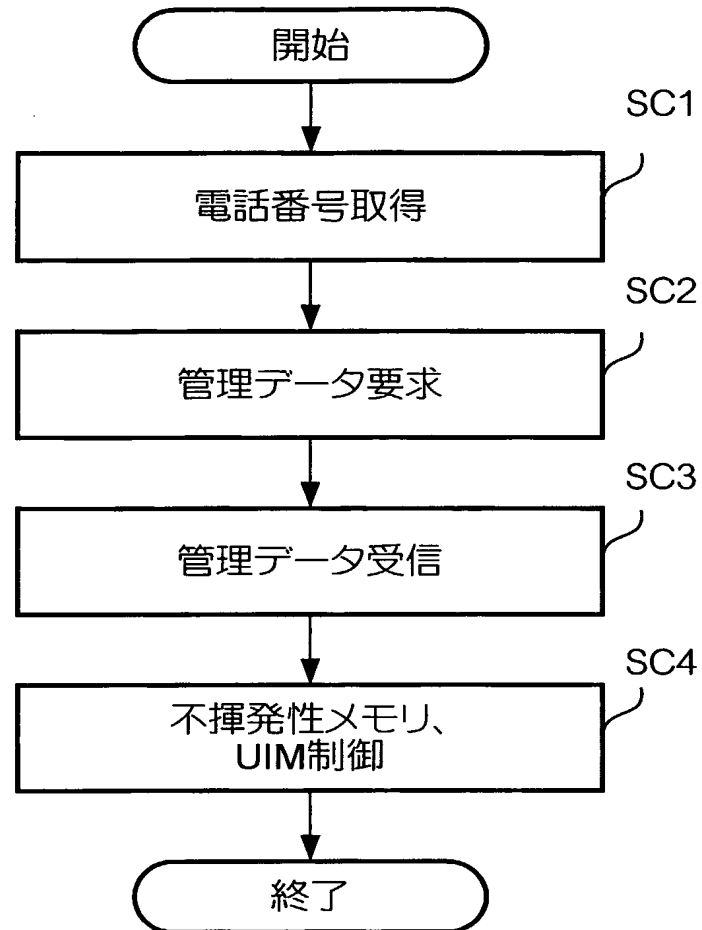 開始
SC1
電話番号取得
SC2
管理データ要求
SC3
管理データ受信
SC4
不揮発性メモリ、
UIM制御
終了